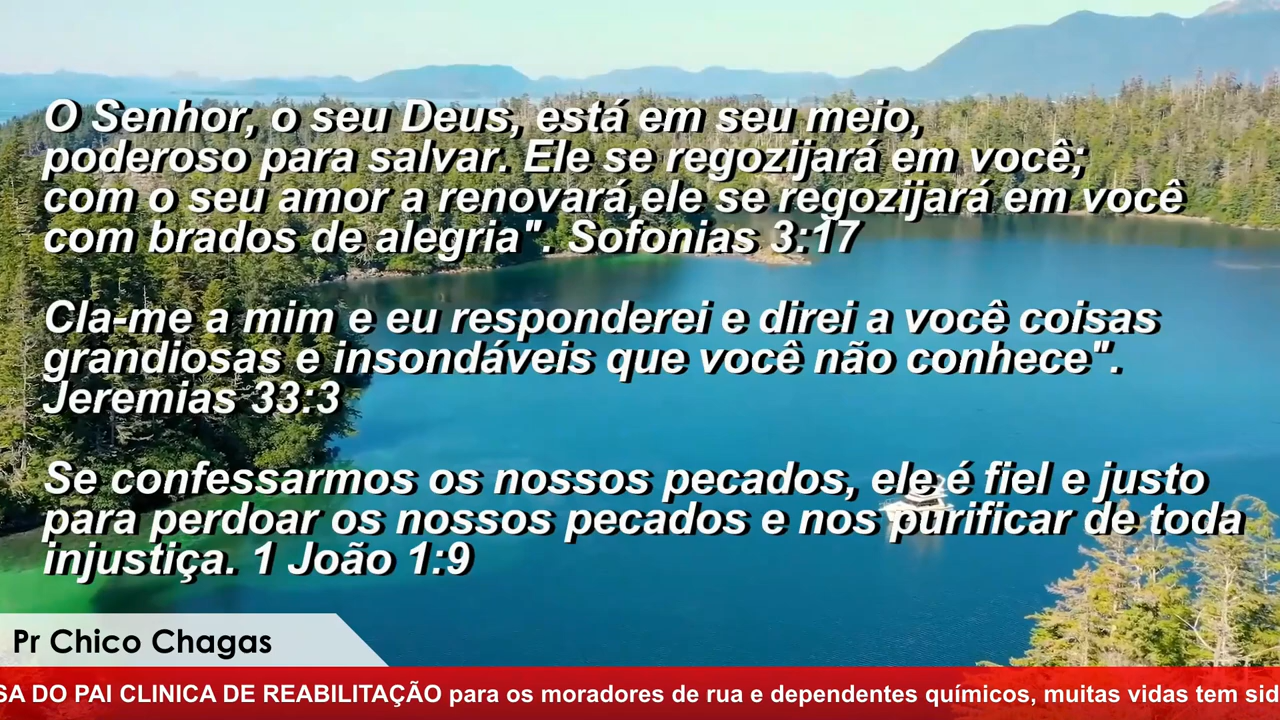 O Senhor, o seu Deus, está em seu meio,
poderoso para salvar. Ele se regozijará em você;
com o seu amor a renovará,ele se regozijará em você
com brados de alegria". Sofonias 3:17
Cla-me a mim e eu responderei e direi a você coisas
grandiosas e insondáveis que você não conhece".
Jeremias 33:3
Se confessarmos os nossos pecados, ele é fiel e justo
para perdoar os nossos pecados e nos purificar de toda
injustiça. 1 João 1:9
Pr Chico Chagas
SA DO PAI CLINICA DE REABILITAÇÃO para os moradores de rua e dependentes químicos, muitas vidas tem sid